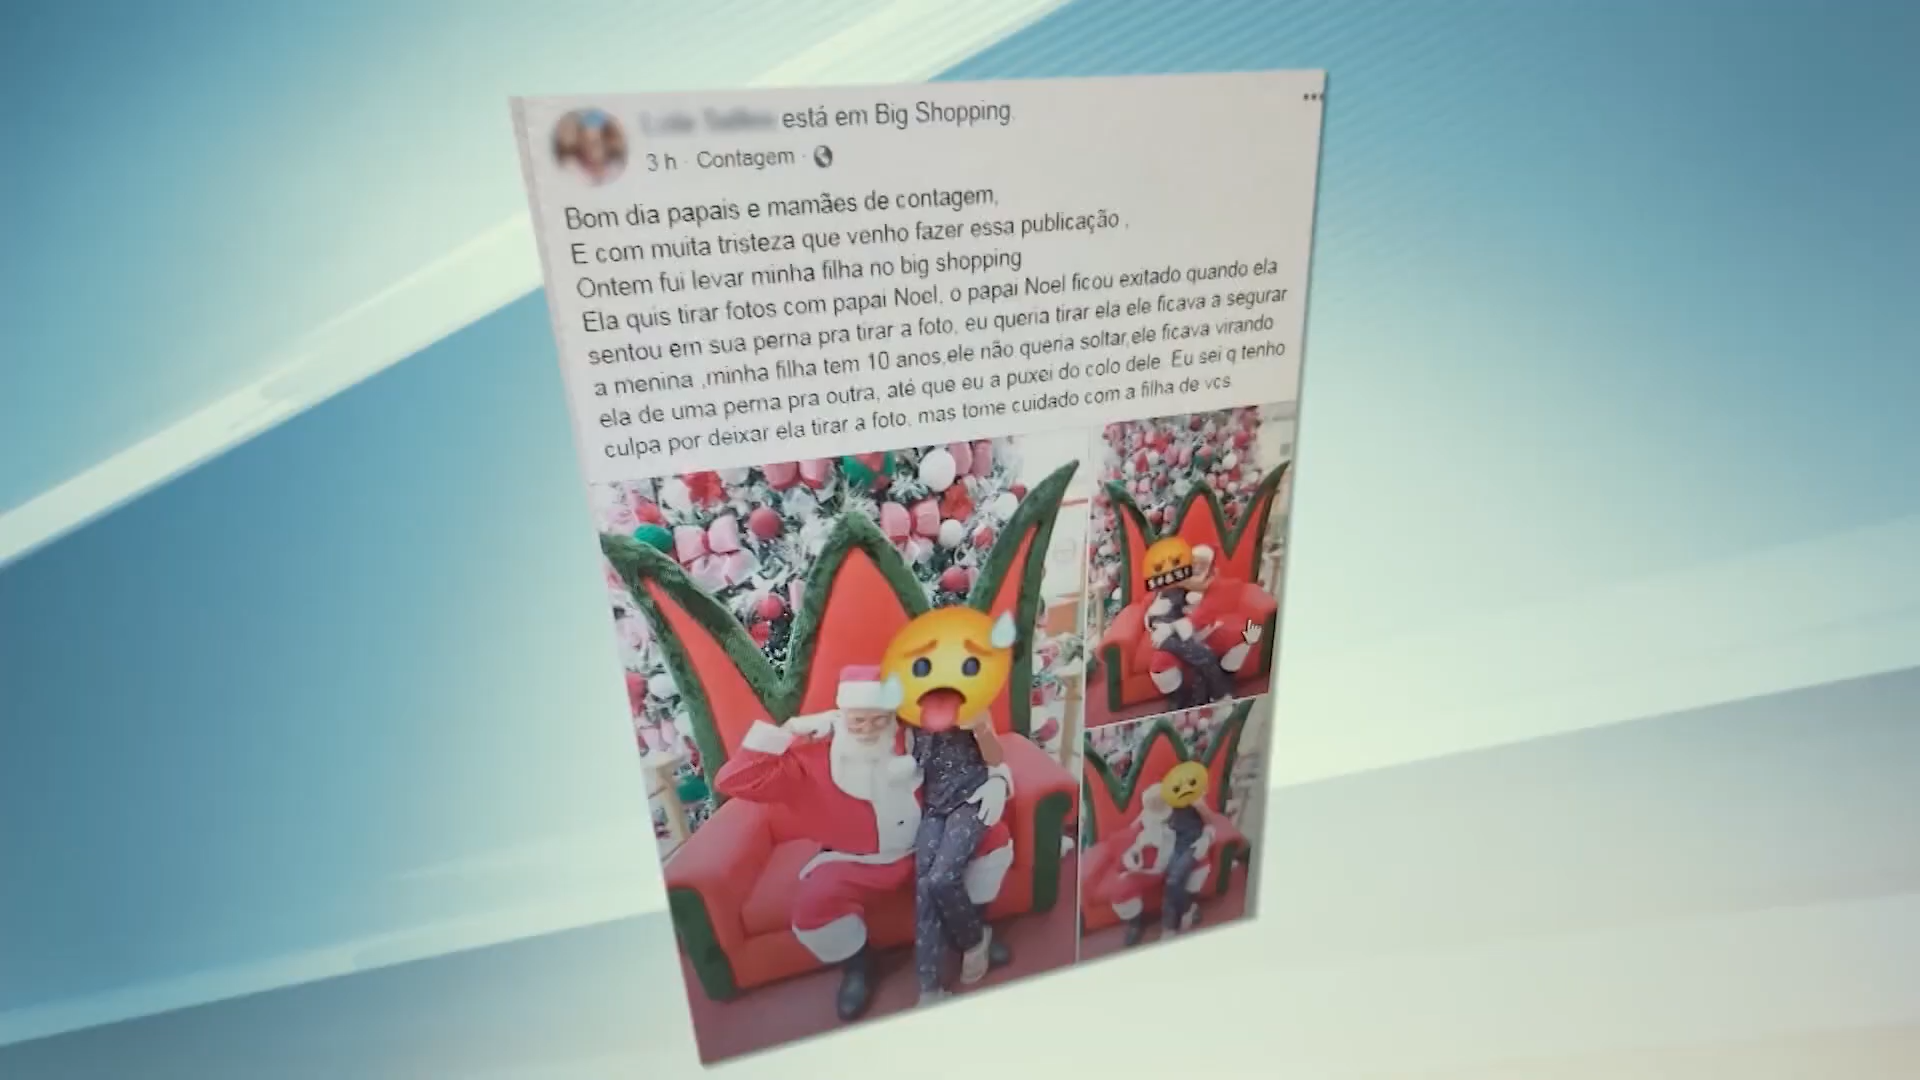 está em Big Shopping.
3 h · Contagem ·
Bom dia papais e mamães de contagem,
E com muita tristeza que venho fazer essa publicação ,
Ontem fui levar minha filha no big shopping
Ela quis tirar fotos com papai Noel, o papai Noel ficou exitado quando ela
sentou em sua perna pra tirar a foto, eu queria tirar ela ele ficava a segurar
a menina ,minha filha tem 10 anos,ele não queria soltar,ele ficava virando
ela de uma perna pra outra, até que eu a puxei do colo dele. Eu sei q tenho
culpa por deixar ela tirar a foto, mas tome cuidado com a filha de vcs